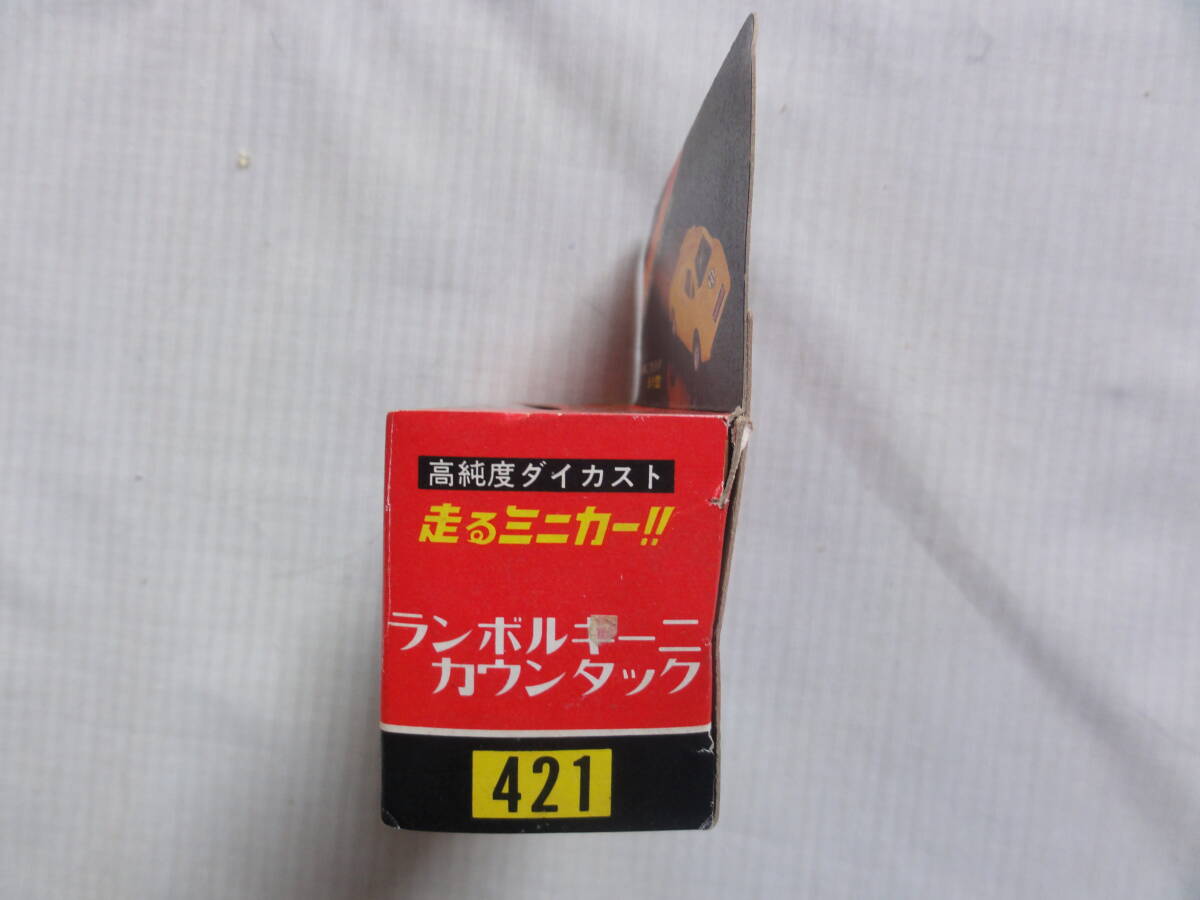 高純度ダイカスト
走るミニカー!!
ランボルギーニ
カウンタック
421